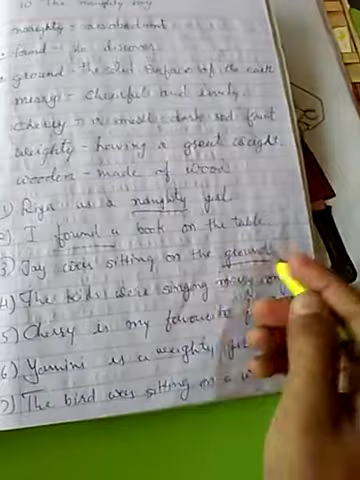 10 The naughty boy
naughty = disobedient
found - to discover
ground - the solid surface of the earth
merry = cheerful and lively.
cherry = a small dark red fruit
weighty - having a great weight.
wooden - made of wood
1) Riya is a naughty girl.
2) I found a book on the table.
3) Jay was sitting on the ground
4) The kids were singing merry
5) Cherry is my favourite
6) Yamini is a weighty
7) The bird was sitting on a